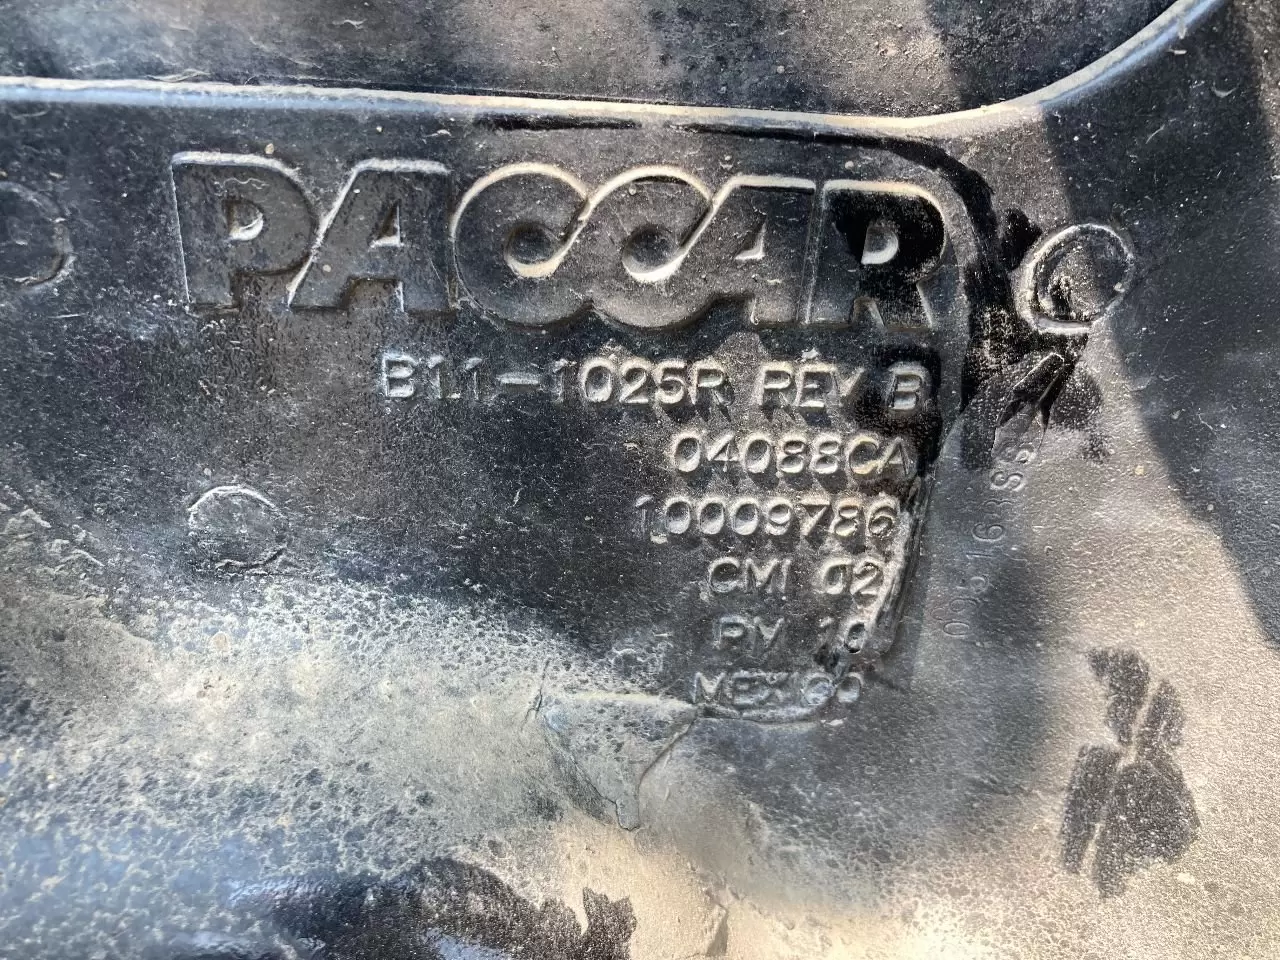 PACCAR
B11-1025R REV B
04088CA
10009786
CMI 02
PV 10
MEXICO